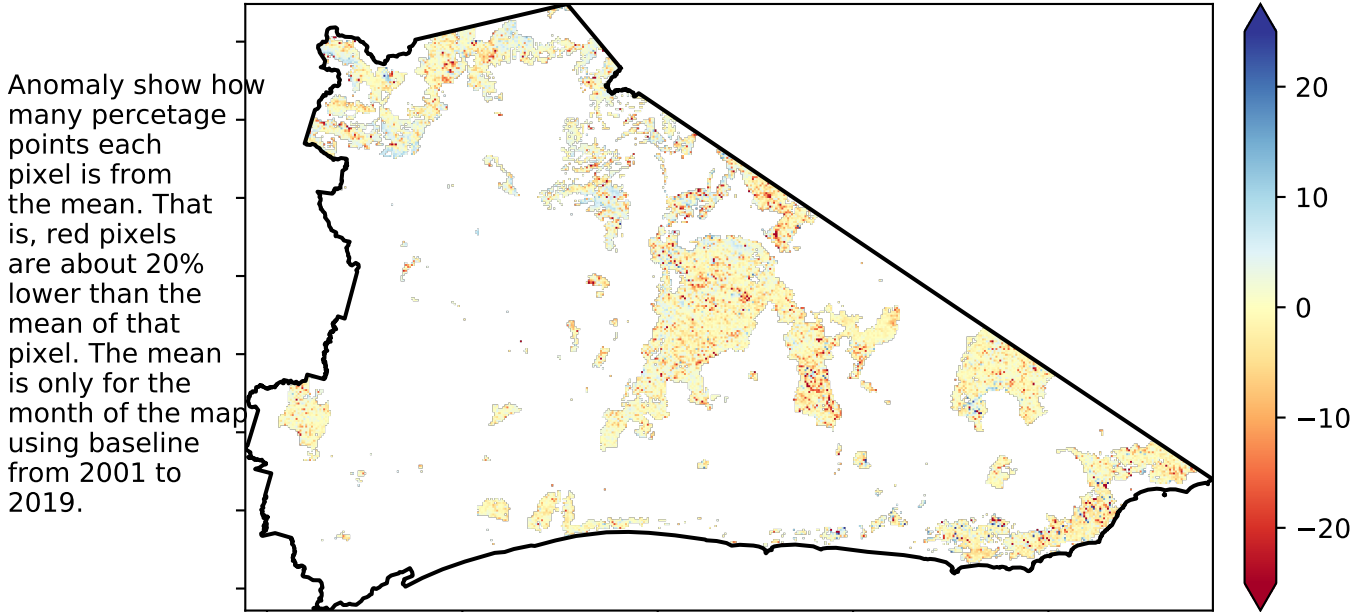 Anomaly show how
many percetage
points each
pixel is from
the mean. That
is, red pixels
are about 20%
lower than the
mean of that
pixel. The mean
is only for the
month of the map
using baseline
from 2001 to
2019.
20
10
0
−10
−20